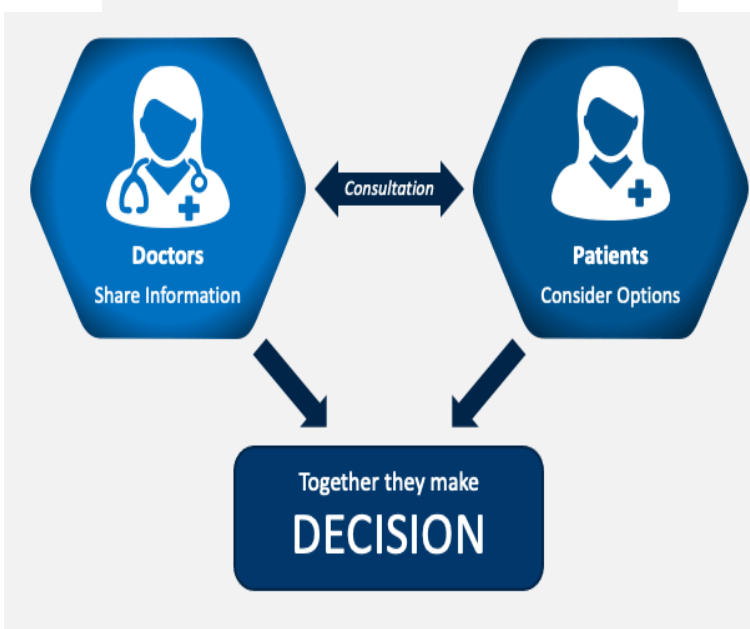 Doctors
Share Information
Consultation
Patients
Consider Options
Together they make
DECISION